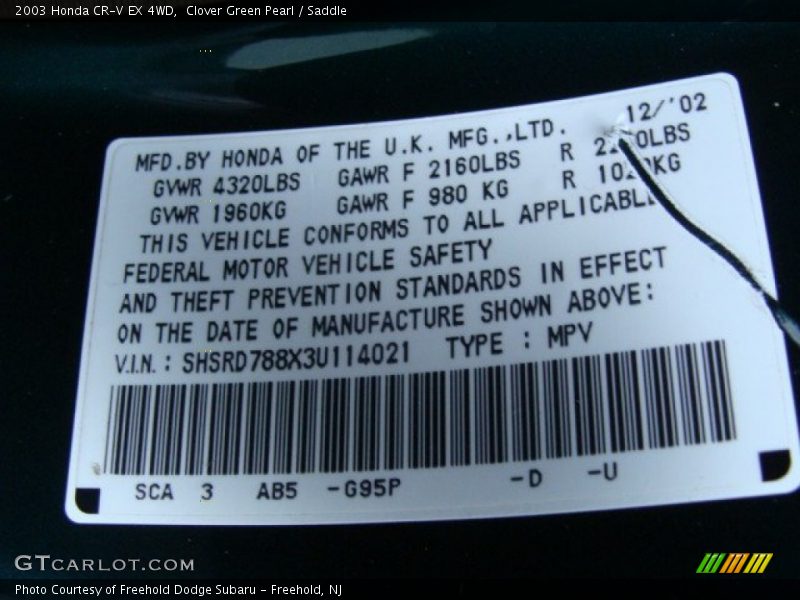 2003 Honda CR-V EX 4WD,  Clover Green Pearl / Saddle
12/'02
MFD.BY HONDA OF THE U.K. MFG.,LTD.
GVWR 4320LBS GAWR F 2160LBS R
GVWR 1960KG GAWR F 980 KG R
THIS VEHICLE CONFORMS TO ALL APPLICABLE
FEDERAL MOTOR VEHICLE SAFETY
AND THEFT PREVENTION STANDARDS IN EFFECT
ON THE DATE OF MANUFACTURE SHOWN ABOVE:
V.I.N.: SHSRD788X3U114021 TYPE : MPV
SCA 3 AB5 -G95P -D -U
GTCARLOT.COM
Photo Courtesy of Freehold Dodge Subaru - Freehold, NJ